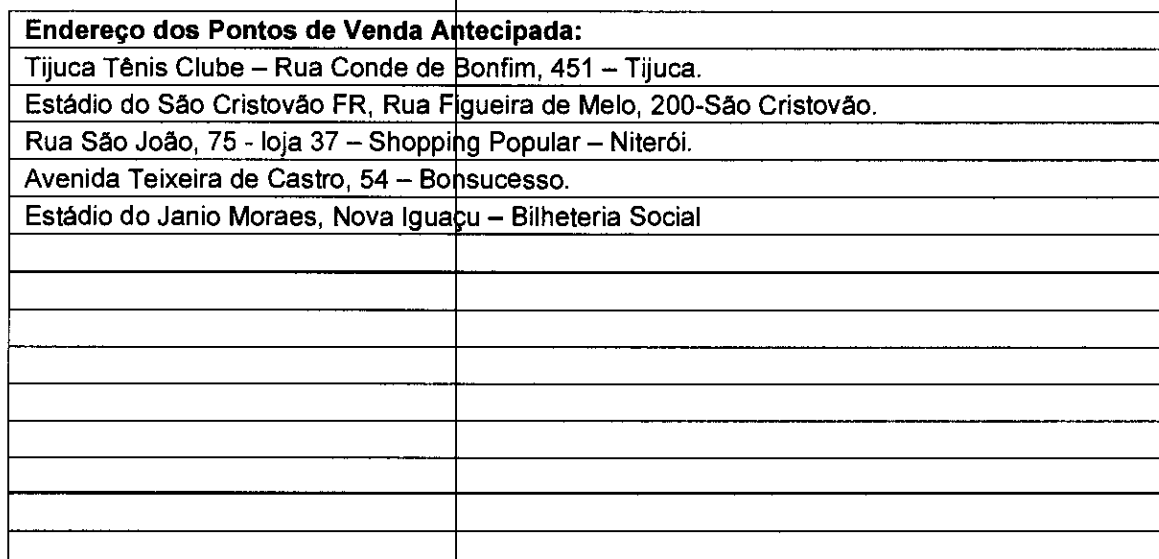 Endereço dos Pontos de Venda Antecipada:
Tijuca Tênis Clube – Rua Conde de Bonfim, 451 – Tijuca.
Estádio do São Cristovão FR, Rua Figueira de Melo, 200-São Cristovão.
Rua São João, 75 - loja 37 – Shopping Popular – Niterói.
Avenida Teixeira de Castro, 54 – Bonsucesso.
Estádio do Janio Moraes, Nova Iguaçu – Bilheteria Social